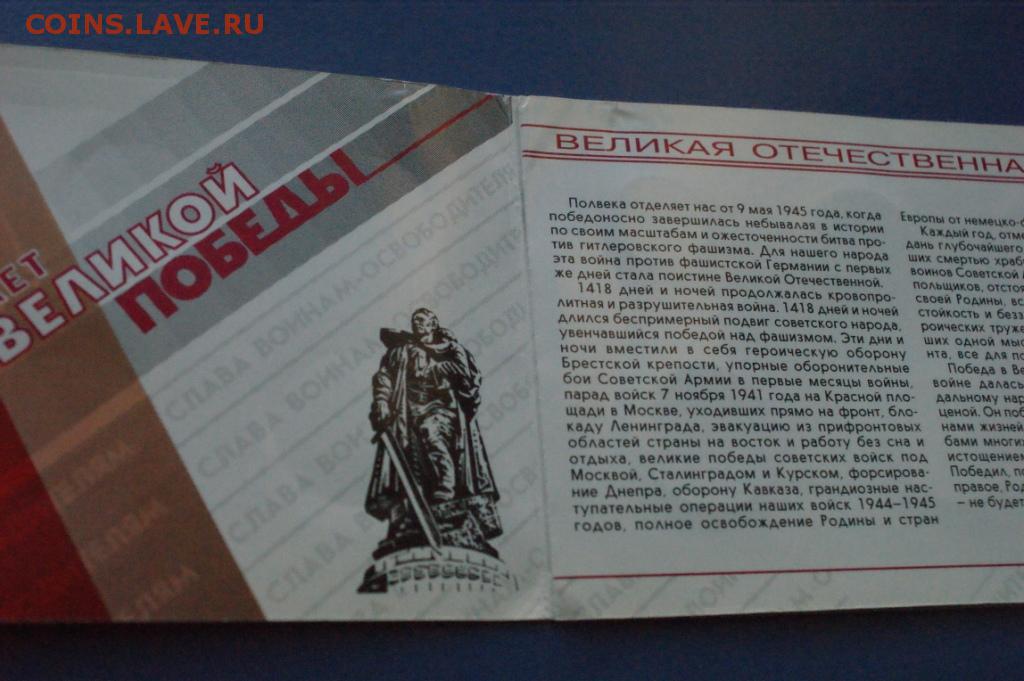 COINS.LAVE.RU
ЛЕТ
ВЕЛИКОЙ
ПОБЕДЫ
СЛАВА ВОИНАМ-ОСВОБОДИТЕЛЯМ
ВЕЛИКАЯ ОТЕЧЕСТВЕННА
Полвека отделяет нас от 9 мая 1945 года, когда
победоносно завершилась небывалая в истории
по своим масштабам и ожесточенности битва про-
тив гитлеровского фашизма. Для нашего народа
эта война против фашистской Германии с первых
же дней стала поистине Великой Отечественной.
1418 дней и ночей продолжалась кровопро-
литная и разрушительная война. 1418 дней и ночей
длился беспримерный подвиг советского народа,
увенчавшийся победой над фашизмом. Эти дни и
ночи вместили в себя героическую оборону
Брестской крепости, упорные оборонительные
бои Советской Армии в первые месяцы войны,
парад войск 7 ноября 1941 года на Красной пло-
щади в Москве, уходивших прямо на фронт, бло-
каду Ленинграда, эвакуацию из прифронтовых
областей страны на восток и работу без сна и
отдыха, великие победы советских войск под
Москвой, Сталинградом и Курском, форсирова-
ние Днепра, оборону Кавказа, грандиозные нас-
тупательные операции наших войск 1944–1945
годов, полное освобождение Родины и стран
Европы от немецко-ф
Каждый год, отме
дань глубочайшего
ших смертью храбр
воинов Советской
польщиков, отстоя
своей Родины, вс
стойкость и безз
роических труже
ших одной мыс
нта, все для по
Победа в Ве
войне далась
дальному нар
ценой. Он поб
нами жизней
бами многих
истощением
Победил, по
правое, Род
– не будет